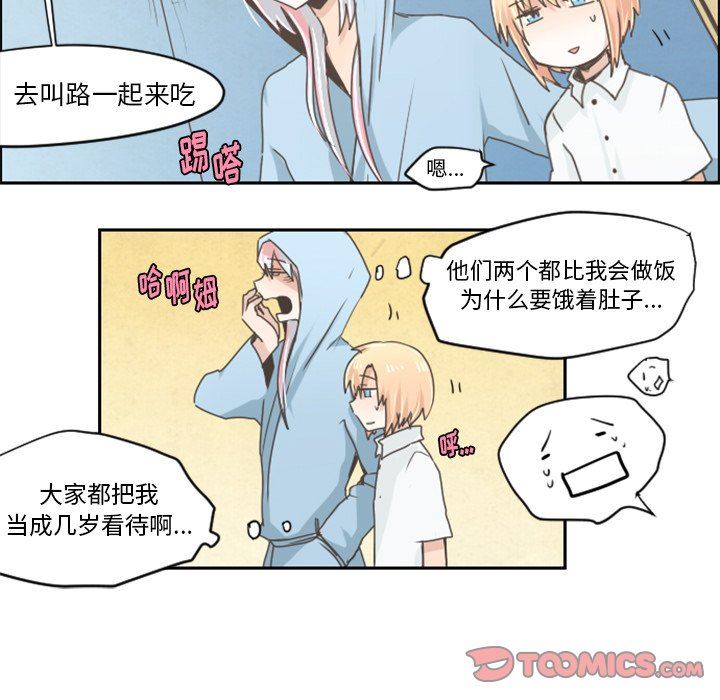 去叫路一起来吃
踢嗒
嗯...
哈啊姆
他们两个都比我会做饭
为什么要饿着肚子...
呼...
大家都把我
当成几岁看待啊...
TOOMICS.COM